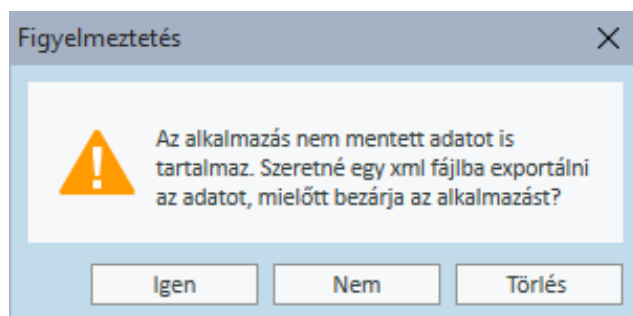 Figyelmeztetés
Az alkalmazás nem mentett adatot is
tartalmaz. Szeretné egy xml fájlba exportálni
az adatot, mielőtt bezárja az alkalmazást?
Igen
Nem
Törlés